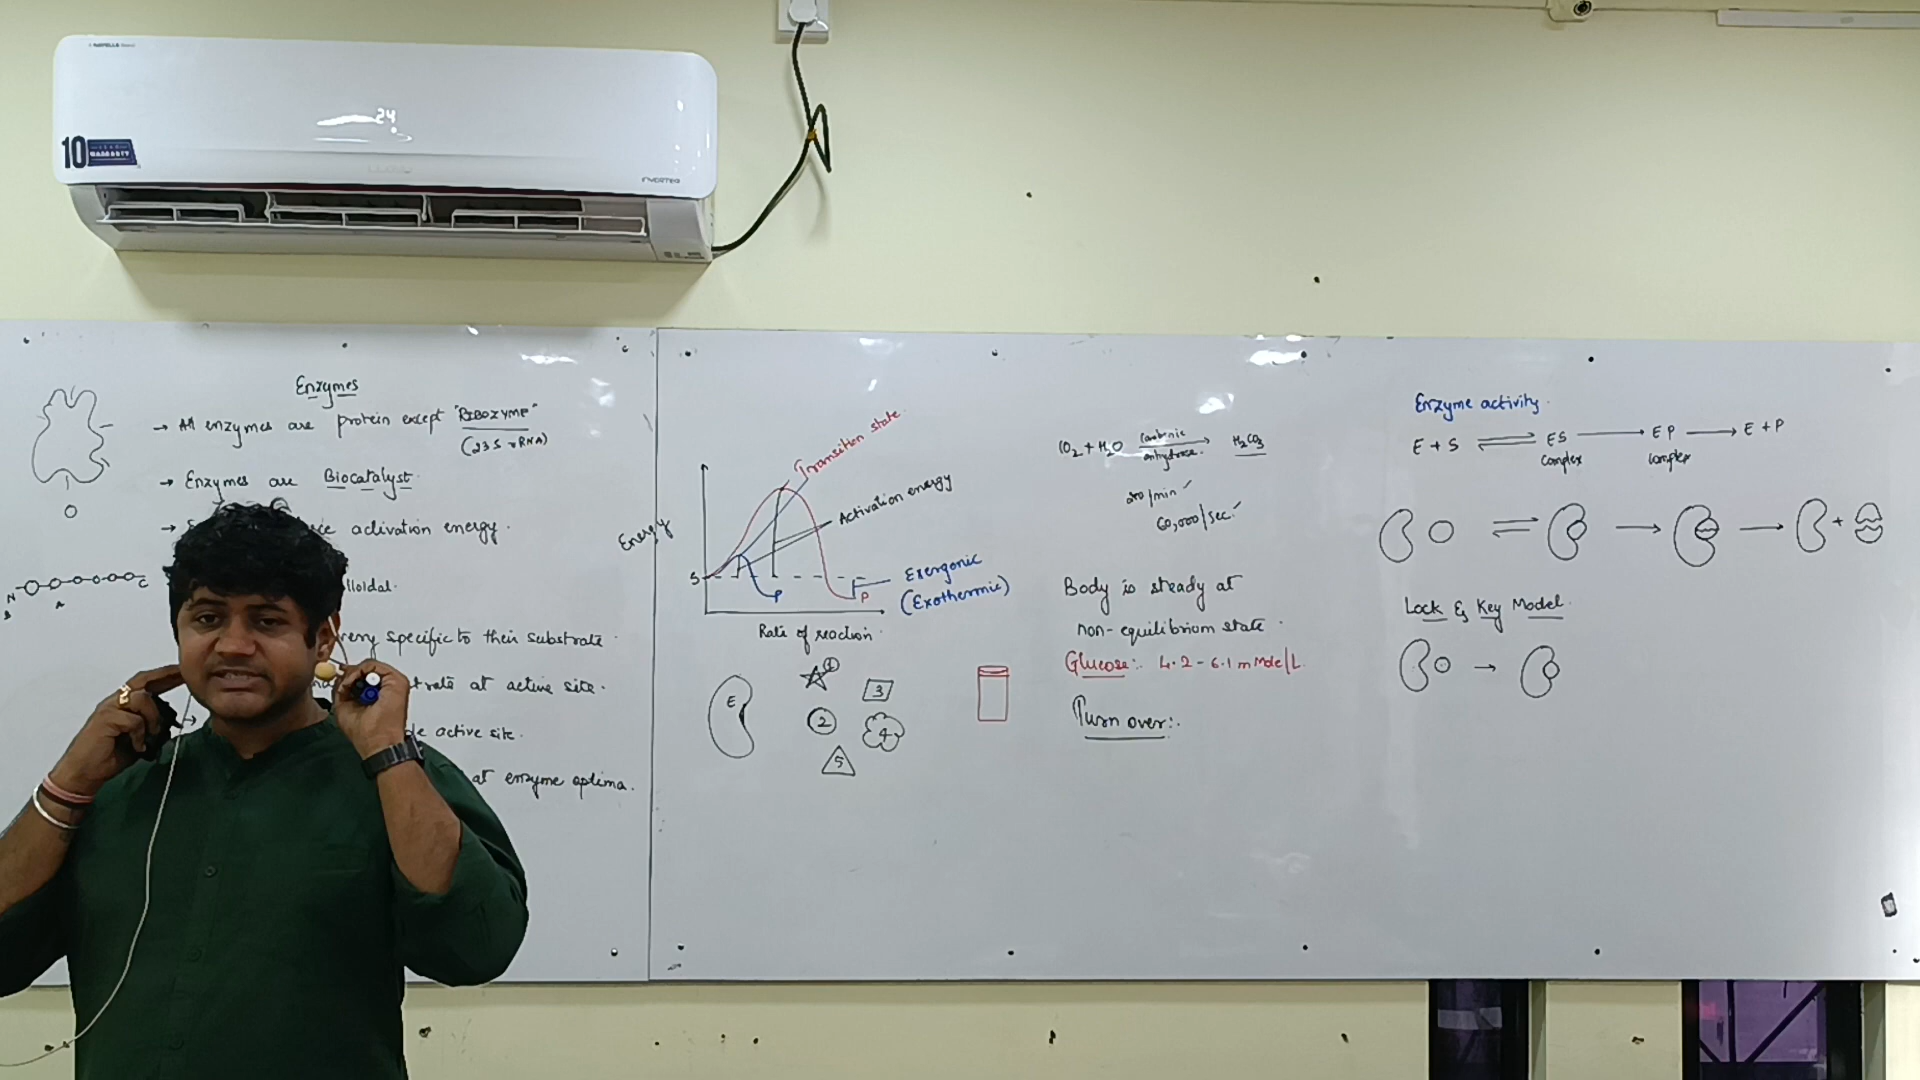 HAVELLS
24
10
WARRANTY
INVERTER
Enzymes
→ All enzymes are protein except "RIBOZYME"
(23S rRNA)
→ Enzymes are Biocatalyst.
activation energy.
lloidal.
very specific to their substrate.
trate at active site.
active site.
at enzyme optima.
N
C
A
Transition state.
Activation energy
Energy
S
P
P
Exergonic
(Exothermic)
Rate of reaction.
E
1
2
3
4
5
CO2 + H2O carbonic anhydrase. → H2CO3
200/min ✓
60,000/sec. ✓
Body is steady at
non-equilibrium state.
Glucose:. 4.2 - 6.1 m Mole/L.
Turn over:.
Enzyme activity.
E + S ⇌ ES → EP → E + P
complex complex
+
Lock & Key Model.
→